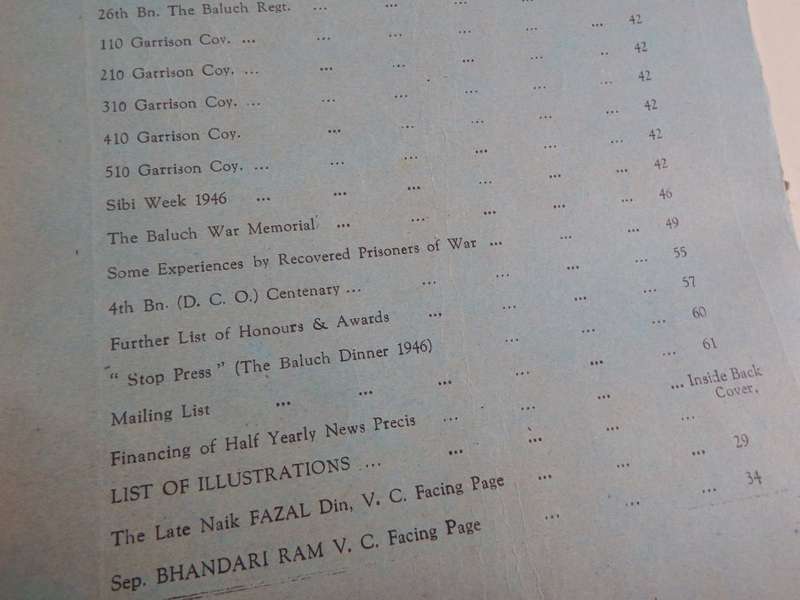 26th Bn. The Baluch Regt. ... ... ... ...
110 Garrison Cov. ... ... ... ... ... ... 42
210 Garrison Coy. ... ... ... ... ... .. 42
310 Garrison Coy. ... ... ... ... ... ... 42
410 Garrison Coy. ... ... ... ... ... 42
510 Garrison Coy. ... ... ... ... ... ... 42
Sibi Week 1946 ... ... ... ... ... ... 42
The Baluch War Memorial ... ... ... ... ... 46
Some Experiences by Recovered Prisoners of War ... ... ... 49
4th Bn. (D. C. O.) Centenary ... ... ... ... ... 55
Further List of Honours & Awards ... ... ... ... 57
“ Stop Press ” (The Baluch Dinner 1946) ... ... ... 60
Mailing List ... ... ... ... ... ... 61
Financing of Half Yearly News Precis ... ... ... ... Inside Back
Cover.
LIST OF ILLUSTRATIONS ... ... ... ... ...
The Late Naik FAZAL Din, V. C. Facing Page ... ... ... 29
Sep. BHANDARI RAM V. C. Facing Page ... ... ... 34